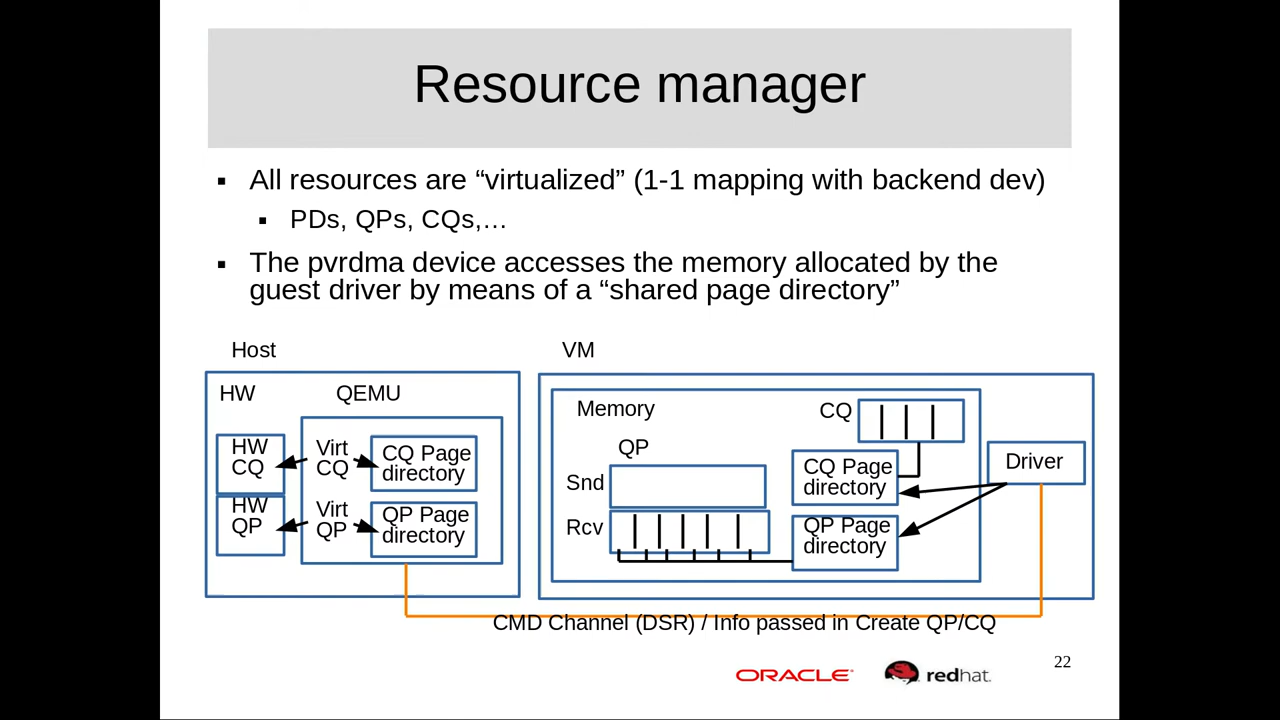 Resource manager
▪ All resources are “virtualized” (1-1 mapping with backend dev)
▪ PDs, QPs, CQs,…
▪ The pvrdma device accesses the memory allocated by the
guest driver by means of a “shared page directory”
Host
HW
QEMU
HW
CQ
Virt
CQ
CQ Page
directory
HW
QP
Virt
QP
QP Page
directory
VM
Memory
CQ
QP
Snd
Rcv
CQ Page
directory
QP Page
directory
Driver
CMD Channel (DSR) / Info passed in Create QP/CQ
ORACLE
redhat.
22